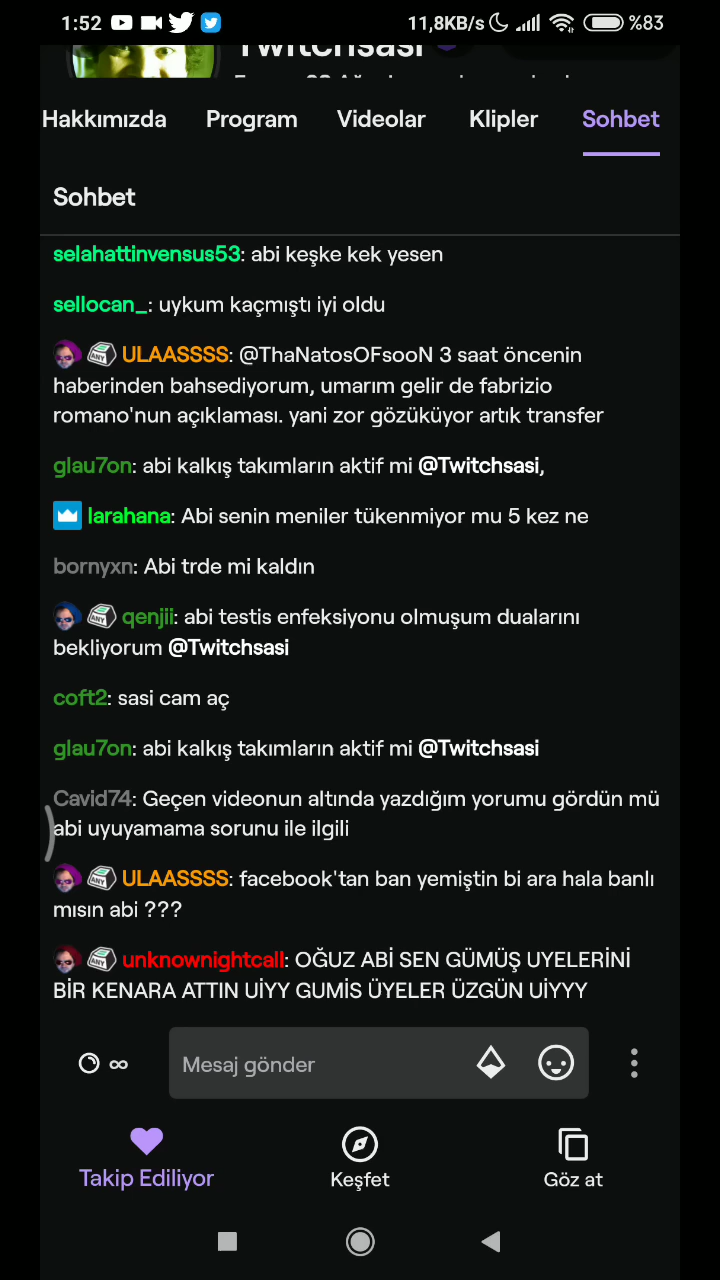 1:52
11,8KB/s
%83
Twitchsasi
Hakkımızda Program Videolar Klipler Sohbet
Sohbet
selahattinvensus53: abi keşke kek yesen
sellocan_: uykum kaçmıştı iyi oldu
ANY ULAASSSS: @ThaNatosOFsooN 3 saat öncenin
haberinden bahsediyorum, umarım gelir de fabrizio
romano'nun açıklaması. yani zor gözüküyor artık transfer
glau7on: abi kalkış takımların aktif mi @Twitchsasi,
larahana: Abi senin meniler tükenmiyor mu 5 kez ne
bornyxn: Abi trde mi kaldın
ANY qenjii: abi testis enfeksiyonu olmuşum dualarını
bekliyorum @Twitchsasi
coft2: sasi cam aç
glau7on: abi kalkış takımların aktif mi @Twitchsasi
Cavid74: Geçen videonun altında yazdığım yorumu gördün mü
abi uyuyamama sorunu ile ilgili
ANY ULAASSSS: facebook'tan ban yemiştin bi ara hala banlı
mısın abi ???
ANY unknownightcall: OĞUZ ABİ SEN GÜMÜŞ UYELERİNİ
BİR KENARA ATTIN UİYY GUMİS ÜYELER ÜZGÜN UİYYY
∞ Mesaj gönder
Takip Ediliyor Keşfet Göz at